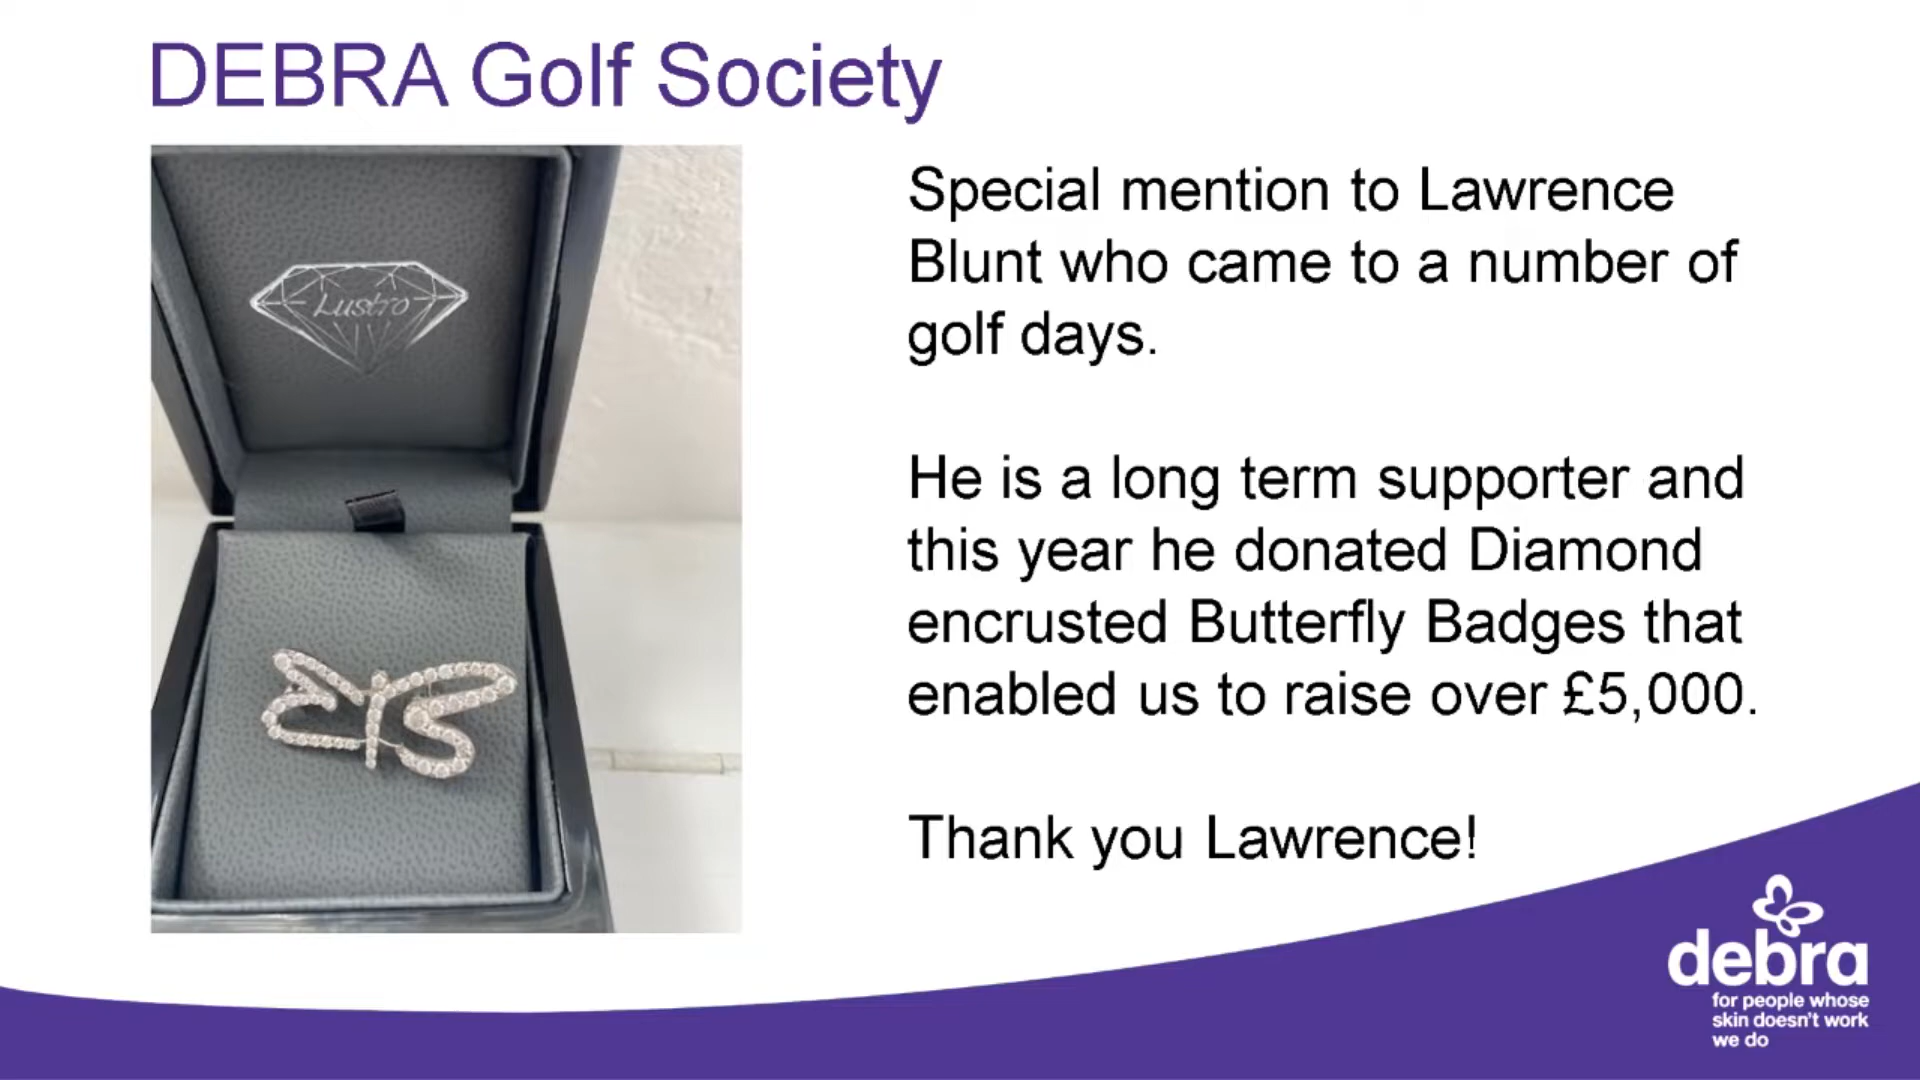 DEBRA Golf Society
Lustro
Special mention to Lawrence
Blunt who came to a number of
golf days.
He is a long term supporter and
this year he donated Diamond
encrusted Butterfly Badges that
enabled us to raise over £5,000.
Thank you Lawrence!
debra
for people whose
skin doesn't work
we do